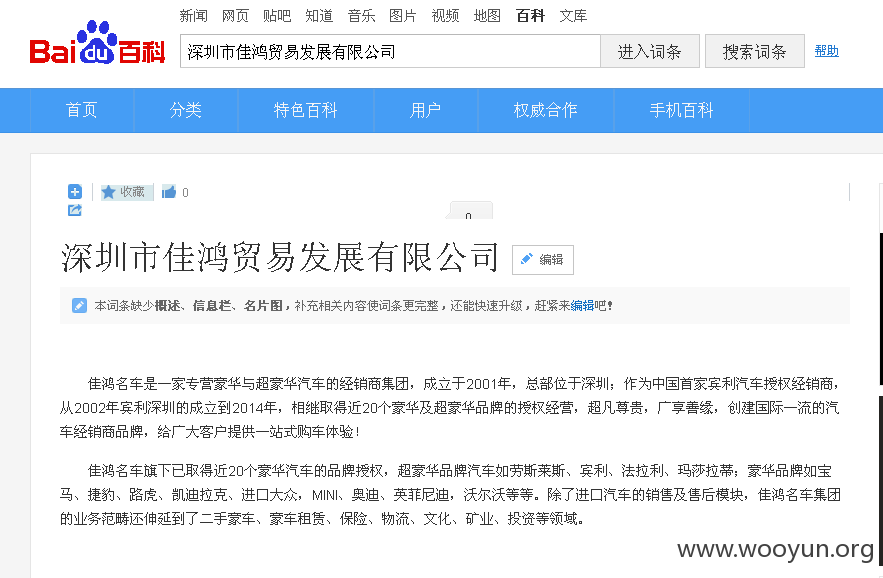 新闻 网页 贴吧 知道 音乐 图片 视频 地图 百科 文库
Bai du 百科
深圳市佳鸿贸易发展有限公司 进入词条 搜索词条 帮助
首页 分类 特色百科 用户 权威合作 手机百科
收藏 0
0
深圳市佳鸿贸易发展有限公司 编辑
本词条缺少概述、信息栏、名片图，补充相关内容使词条更完整，还能快速升级，赶紧来编辑吧！
佳鸿名车是一家专营豪华与超豪华汽车的经销商集团，成立于2001年，总部位于深圳；作为中国首家宾利汽车授权经销商，
从2002年宾利深圳的成立到2014年，相继取得近20个豪华及超豪华品牌的授权经营，超凡尊贵，广享善缘，创建国际一流的汽
车经销商品牌，给广大客户提供一站式购车体验！
佳鸿名车旗下已取得近20个豪华汽车的品牌授权，超豪华品牌汽车如劳斯莱斯、宾利、法拉利、玛莎拉蒂；豪华品牌如宝
马、捷豹、路虎、凯迪拉克、进口大众，MINI、奥迪、英菲尼迪，沃尔沃等等。除了进口汽车的销售及售后模块，佳鸿名车集团
的业务范畴还伸延到了二手豪车、豪车租赁、保险、物流、文化、矿业、投资等领域。
www.wooyun.org